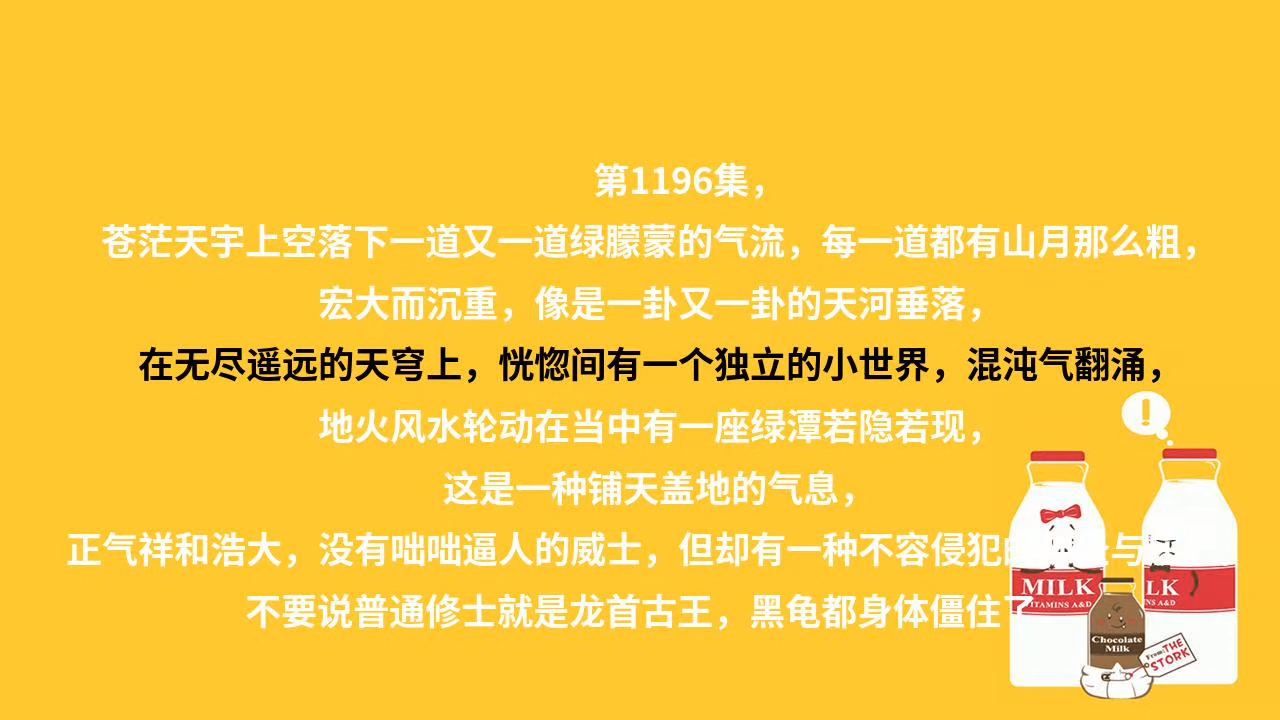 第1196集，
苍茫天宇上空落下一道又一道绿朦蒙的气流，每一道都有山月那么粗，
宏大而沉重，像是一卦又一卦的天河垂落，
在无尽遥远的天穹上，恍惚间有一个独立的小世界，混沌气翻涌，
地火风水轮动在当中有一座绿潭若隐若现，
这是一种铺天盖地的气息，
正气祥和浩大，没有咄咄逼人的威士，但却有一种不容侵犯的
与
不要说普通修士就是龙首古王，黑龟都身体僵住了
!
MILK
VITAMINS A&D
LK
INS A&D
Chocolate
Milk
From: THE
STORK